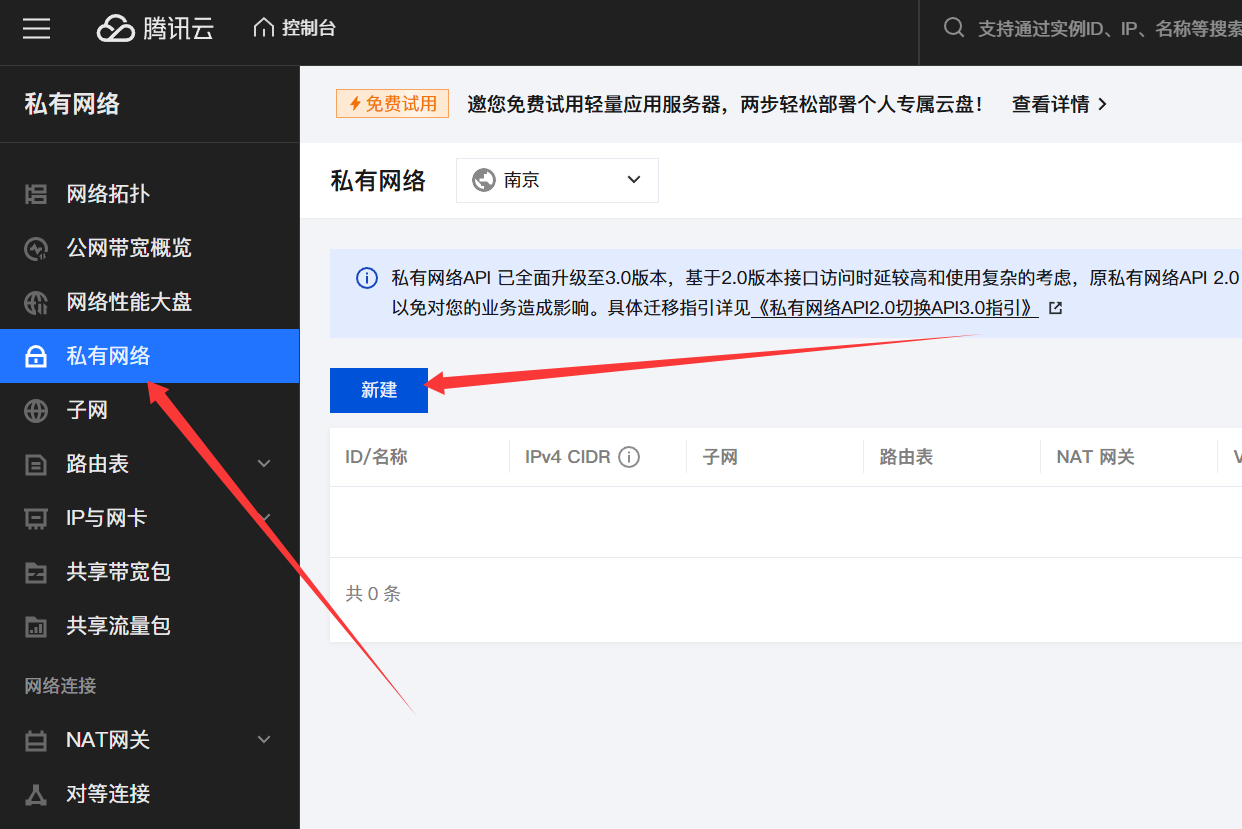 腾讯云
控制台
支持通过实例ID、IP、名称等搜索
私有网络
网络拓扑
公网带宽概览
网络性能大盘
私有网络
子网
路由表
IP与网卡
共享带宽包
共享流量包
网络连接
NAT网关
对等连接
免费试用 邀您免费试用轻量应用服务器，两步轻松部署个人专属云盘！ 查看详情
私有网络 南京
私有网络API 已全面升级至3.0版本，基于2.0版本接口访问时延较高和使用复杂的考虑，原私有网络API 2.0
以免对您的业务造成影响。具体迁移指引详见《私有网络API2.0切换API3.0指引》
新建
ID/名称 IPv4 CIDR 子网 路由表 NAT 网关
共 0 条